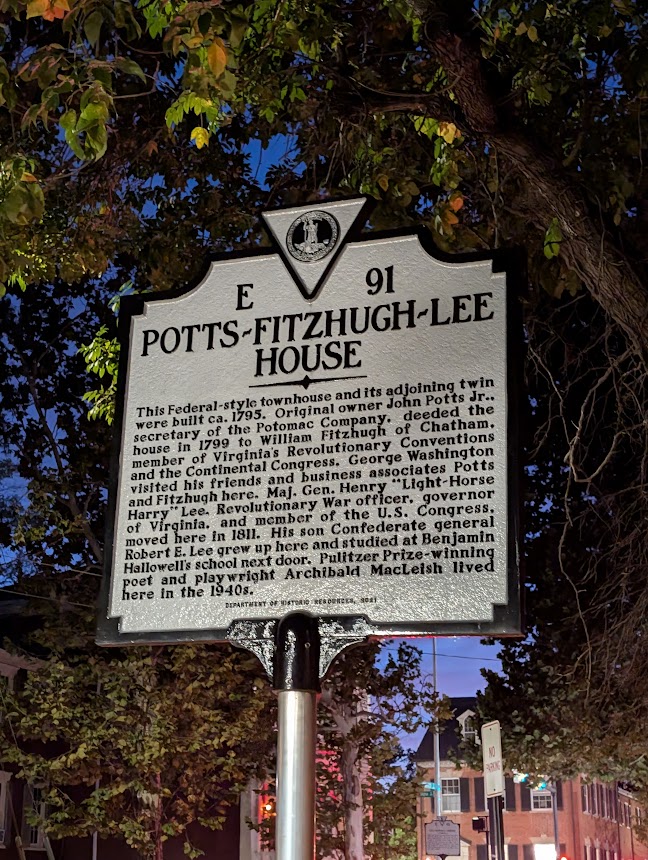 E 91
POTTS-FITZHUGH-LEE
HOUSE
This Federal-style townhouse and its adjoining twin
were built ca. 1795. Original owner John Potts Jr.,
secretary of the Potomac Company, deeded the
house in 1799 to William Fitzhugh of Chatham,
member of Virginia's Revolutionary Conventions
and the Continental Congress. George Washington
visited his friends and business associates Potts
and Fitzhugh here. Maj. Gen. Henry "Light-Horse
Harry" Lee, Revolutionary War officer, governor
of Virginia, and member of the U.S. Congress,
moved here in 1811. His son Confederate general
Robert E. Lee grew up here and studied at Benjamin
Hallowell's school next door. Pulitzer Prize-winning
poet and playwright Archibald MacLeish lived
here in the 1940s.
DEPARTMENT OF HISTORIC RESOURCES, 2021
NO
PARKING